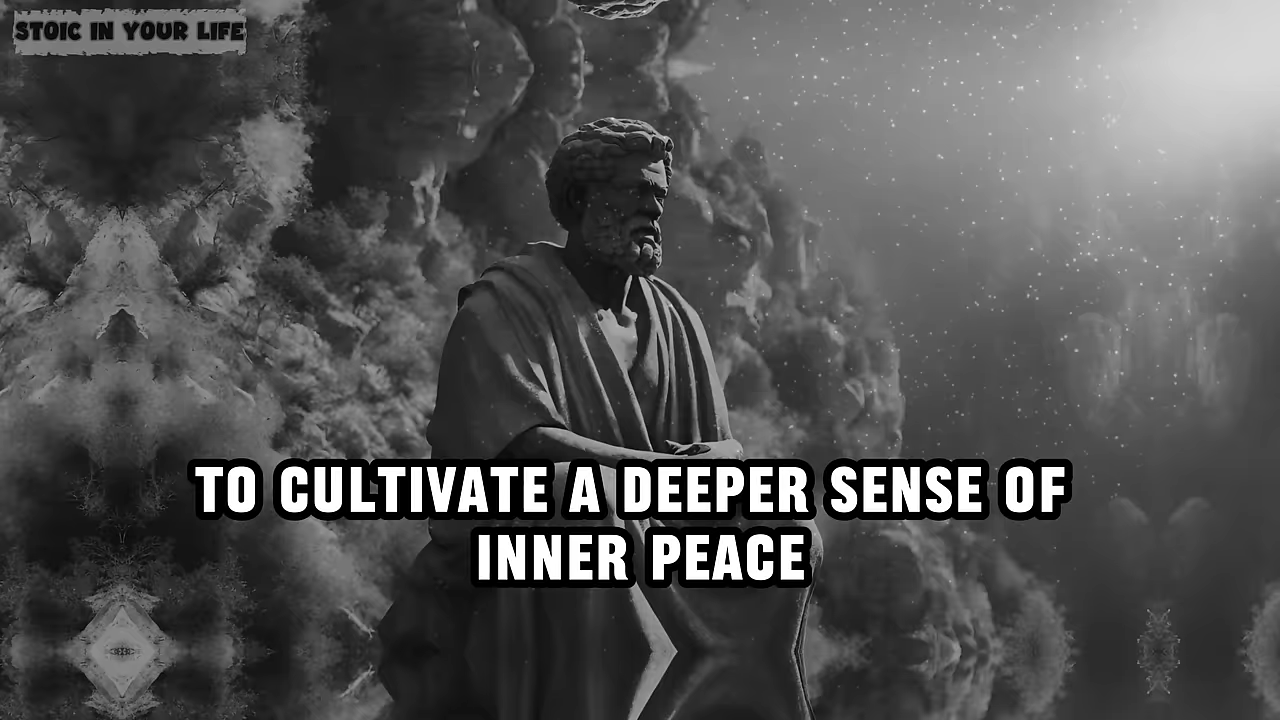 STOIC IN YOUR LIFE
TO CULTIVATE A DEEPER SENSE OF
INNER PEACE